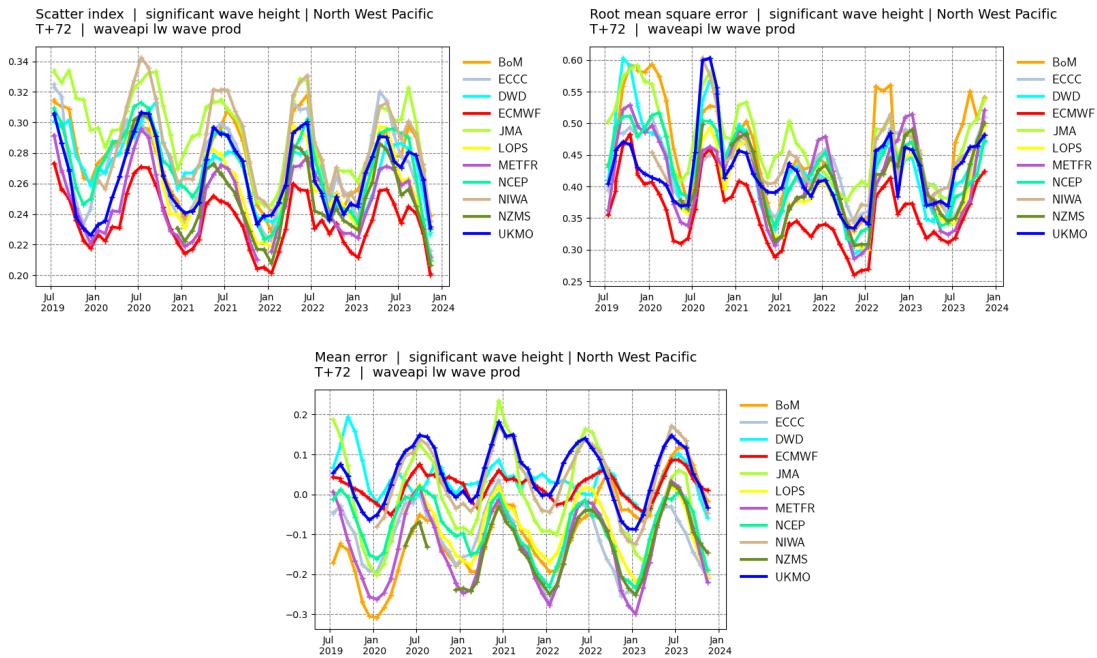 Scatter index | significant wave height | North West Pacific
T+72 | waveapi lw wave prod
0.34
0.32
0.30
0.28
0.26
0.24
0.22
0.20
Jul 2019
Jan 2020
Jul 2020
Jan 2021
Jul 2021
Jan 2022
Jul 2022
Jan 2023
Jul 2023
Jan 2024
BoM
ECCC
DWD
ECMWF
JMA
LOPS
METFR
NCEP
NIWA
NZMS
UKMO
Root mean square error | significant wave height | North West Pacific
T+72 | waveapi lw wave prod
0.60
0.55
0.50
0.45
0.40
0.35
0.30
0.25
Jul 2019
Jan 2020
Jul 2020
Jan 2021
Jul 2021
Jan 2022
Jul 2022
Jan 2023
Jul 2023
Jan 2024
BoM
ECCC
DWD
ECMWF
JMA
LOPS
METFR
NCEP
NIWA
NZMS
UKMO
Mean error | significant wave height | North West Pacific
T+72 | waveapi lw wave prod
0.2
0.1
0.0
−0.1
−0.2
−0.3
Jul 2019
Jan 2020
Jul 2020
Jan 2021
Jul 2021
Jan 2022
Jul 2022
Jan 2023
Jul 2023
Jan 2024
BoM
ECCC
DWD
ECMWF
JMA
LOPS
METFR
NCEP
NIWA
NZMS
UKMO